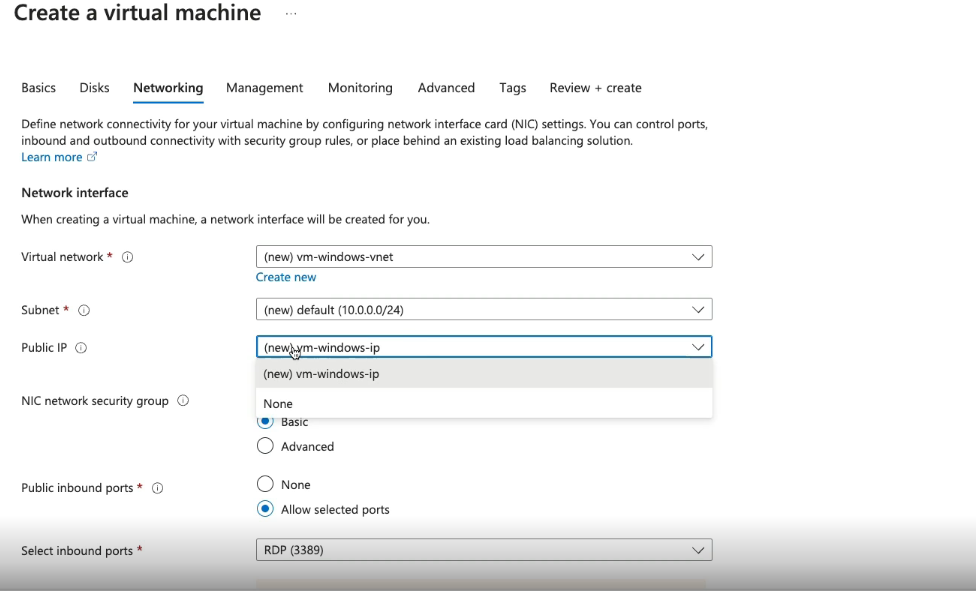 Create a virtual machine ...
Basics Disks Networking Management Monitoring Advanced Tags Review + create
Define network connectivity for your virtual machine by configuring network interface card (NIC) settings. You can control ports,
inbound and outbound connectivity with security group rules, or place behind an existing load balancing solution.
Learn more
Network interface
When creating a virtual machine, a network interface will be created for you.
Virtual network * (new) vm-windows-vnet
Create new
Subnet * (new) default (10.0.0.0/24)
Public IP (new) vm-windows-ip
(new) vm-windows-ip
None
NIC network security group
Basic
Advanced
Public inbound ports * None
Allow selected ports
Select inbound ports * RDP (3389)